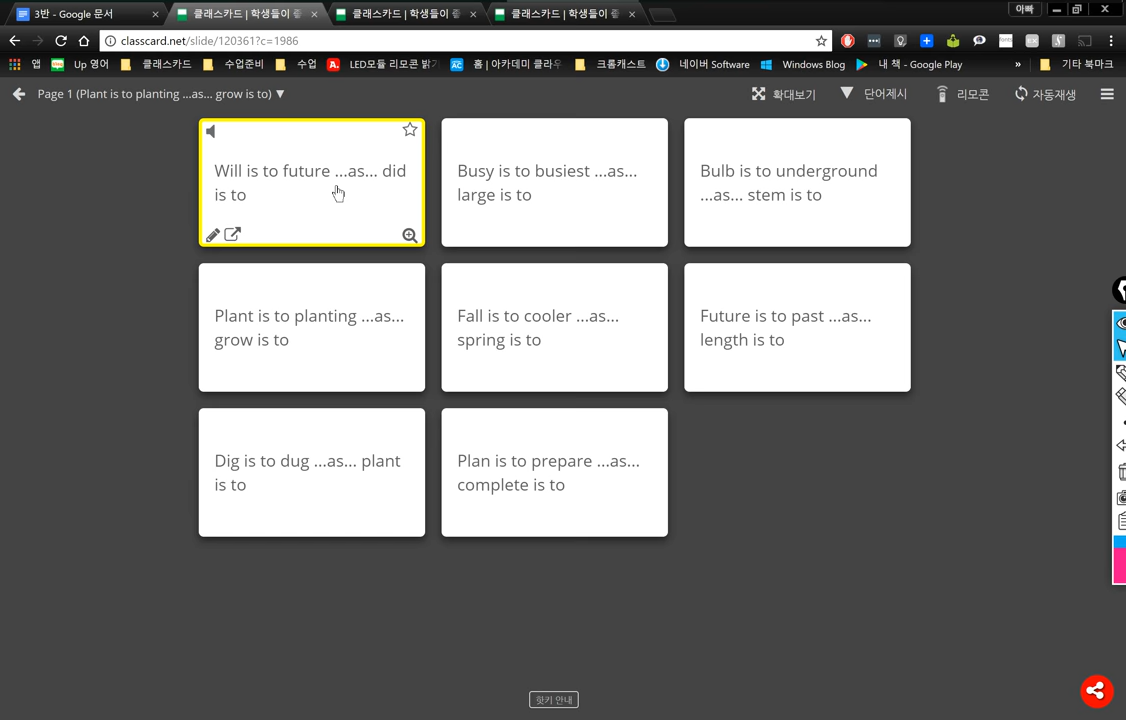 3반 - Google 문서
클래스카드 | 학생들이 좋
클래스카드 | 학생들이 좋
클래스카드 | 학생들이 좋
아빠
classcard.net/slide/120361?c=1986
앱
Up 영어
클래스카드
수업준비
수업
LED모듈 리모콘 밝기
홈 | 아카데미 클라우
크롬캐스트
네이버 Software
Windows Blog
내 책 - Google Play
»
기타 북마크
Page 1 (Plant is to planting ...as... grow is to) ▼
확대보기
단어제시
리모콘
자동재생
Will is to future ...as... did
is to
Busy is to busiest ...as...
large is to
Bulb is to underground
...as... stem is to
Plant is to planting ...as...
grow is to
Fall is to cooler ...as...
spring is to
Future is to past ...as...
length is to
Dig is to dug ...as... plant
is to
Plan is to prepare ...as...
complete is to
핫키 안내